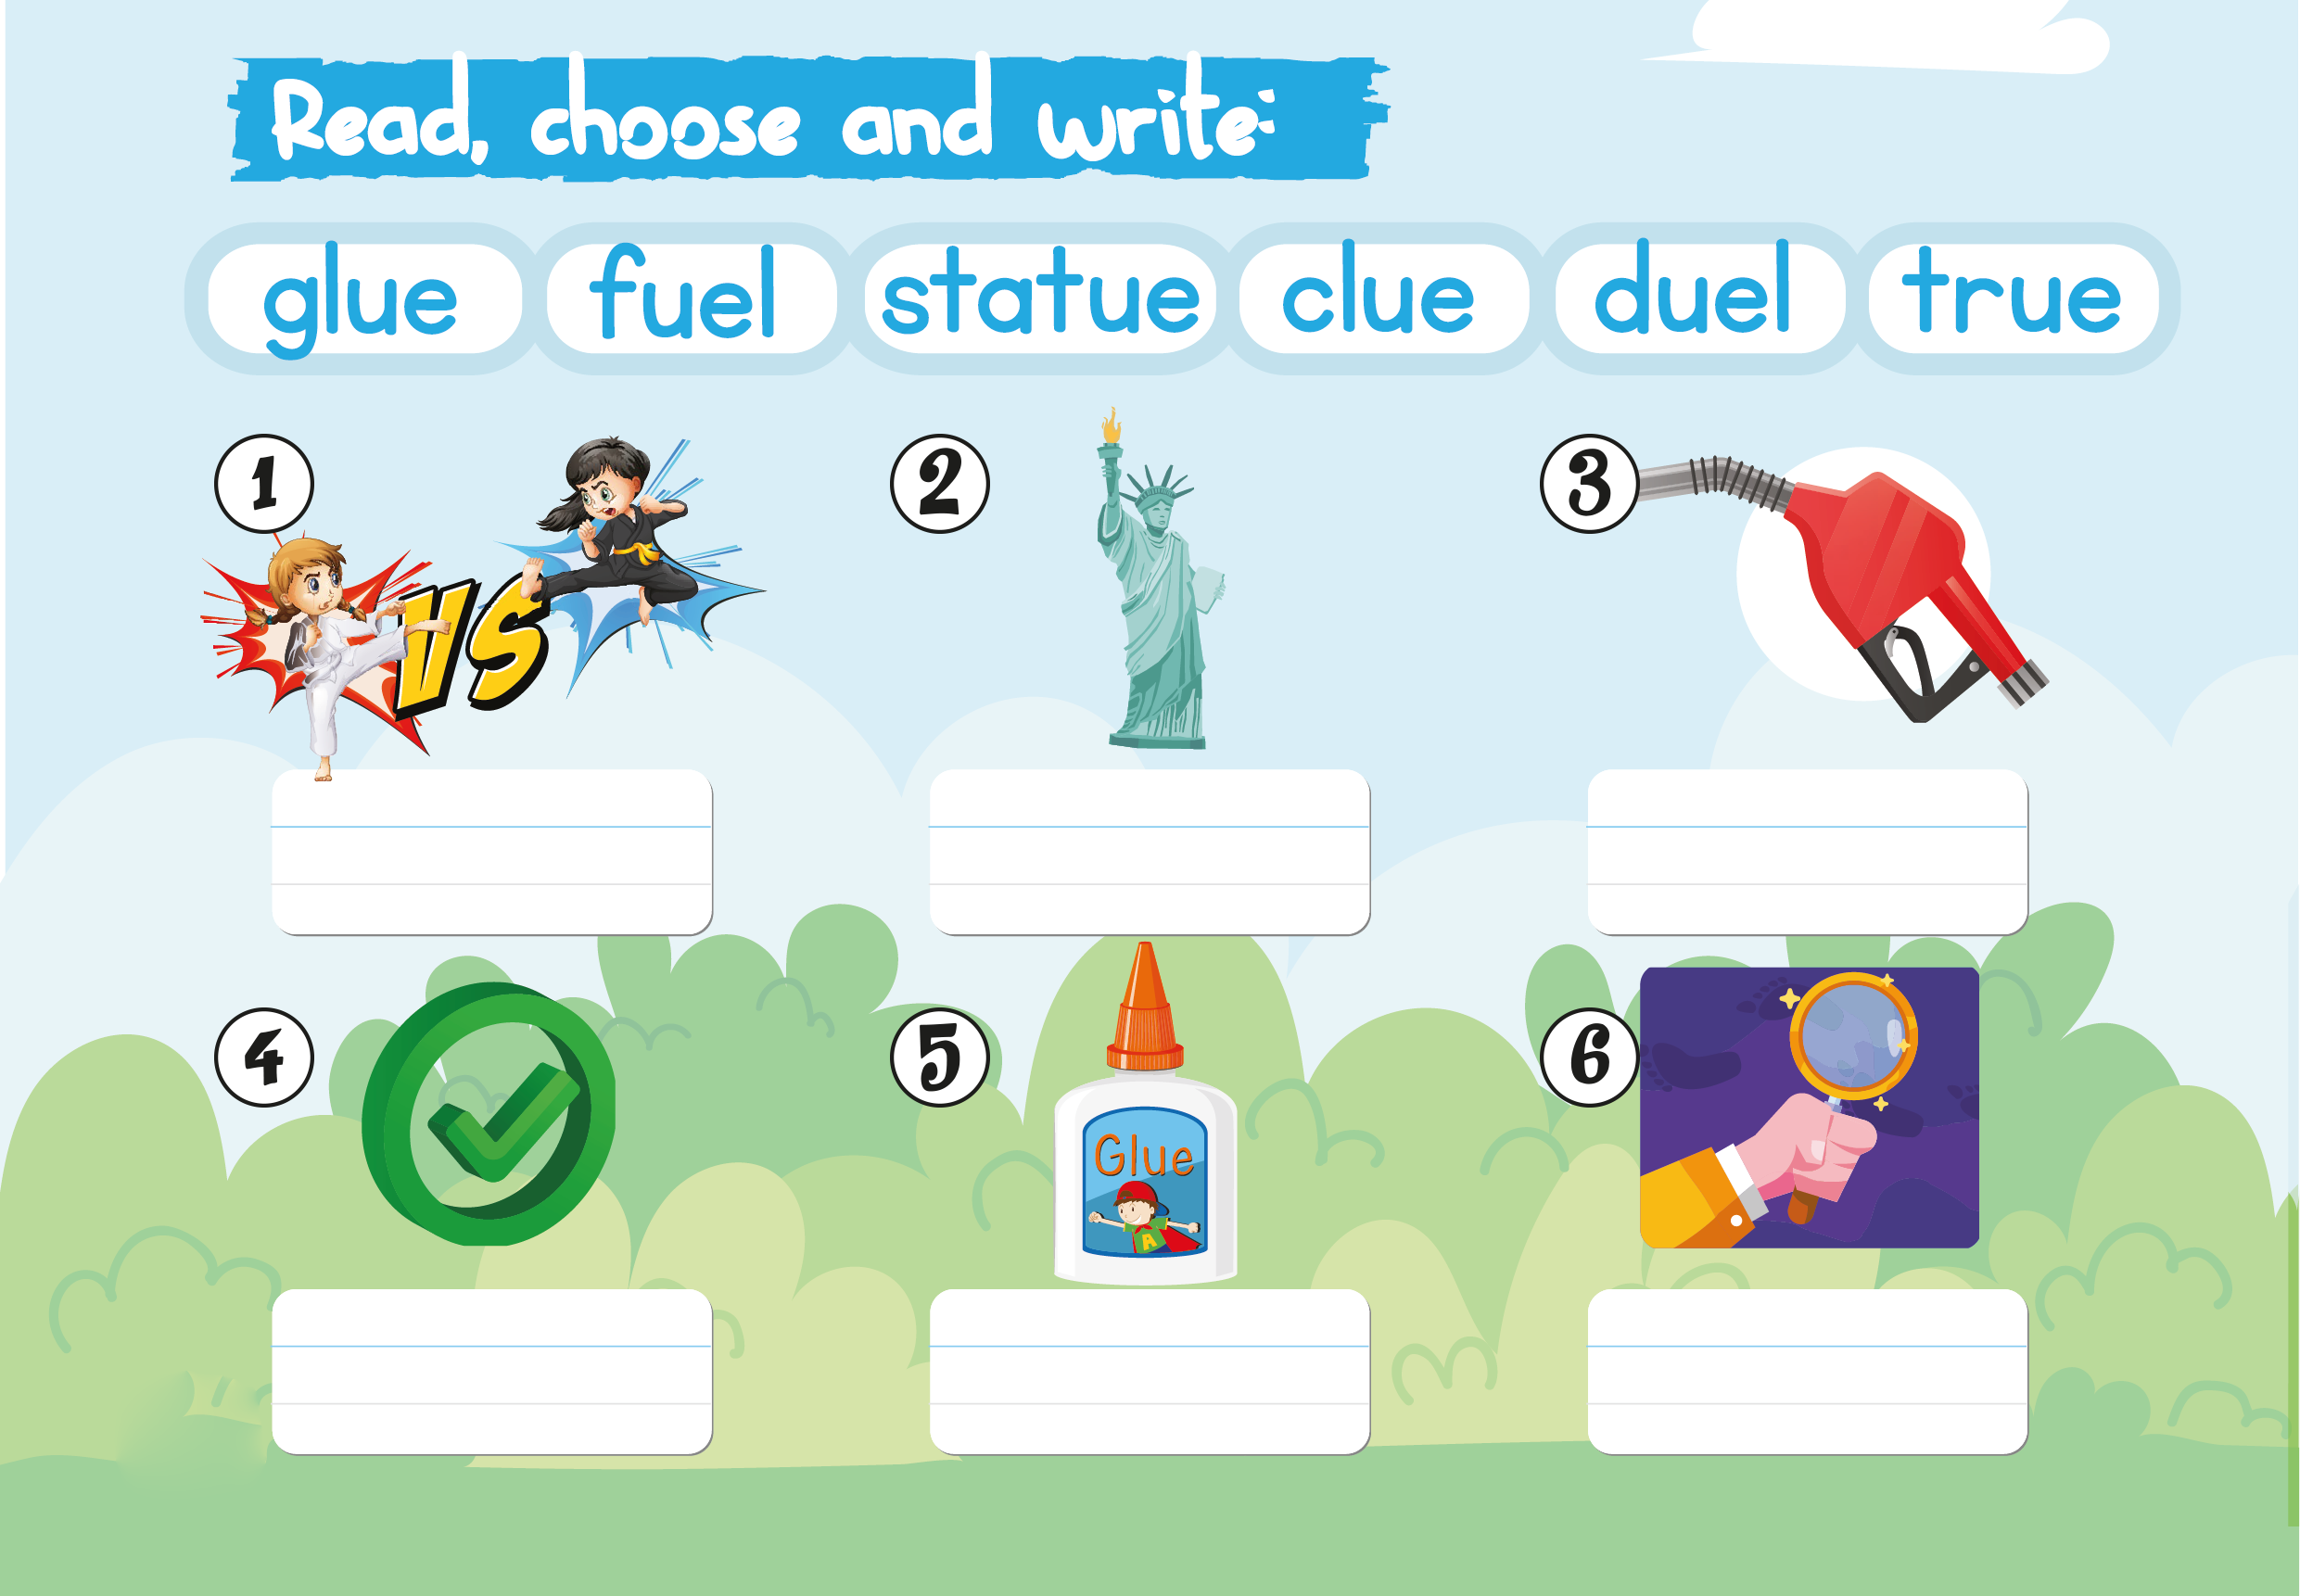 Read, choose and write:
glue fuel statue clue duel true
1 2 3
VS
4 5 6
Glue
A